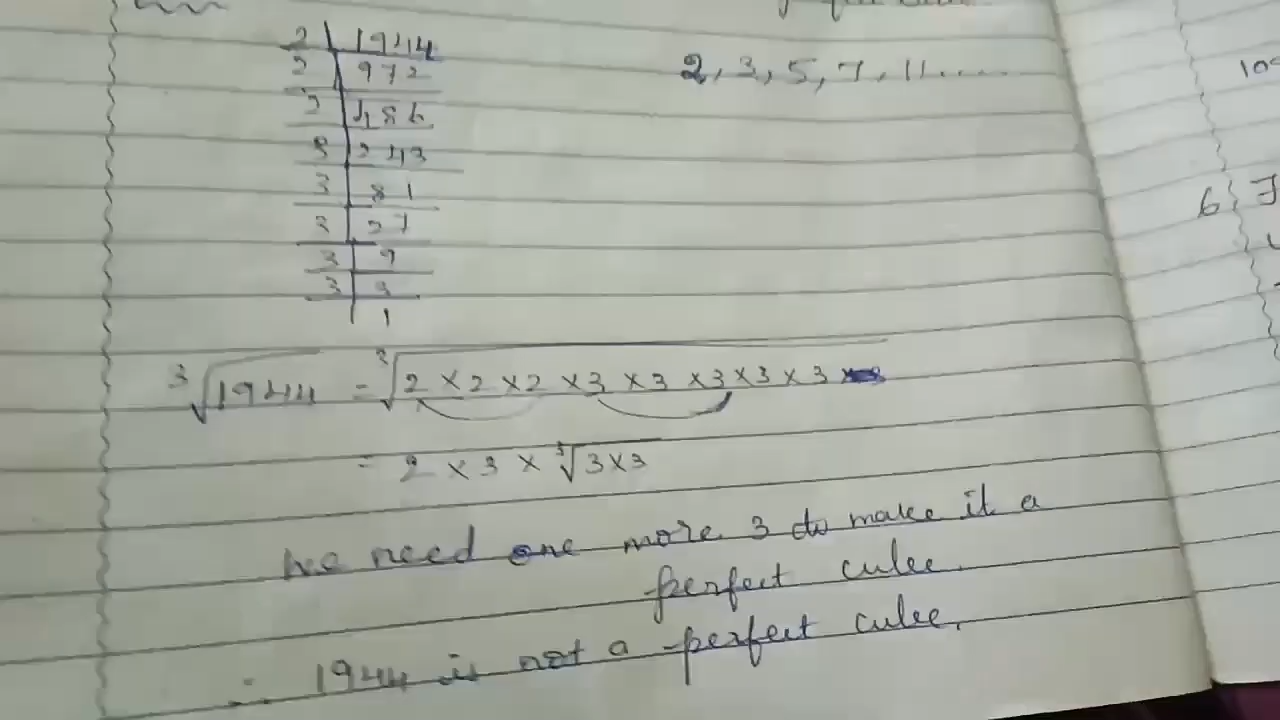 2 | 1944
2 | 972
2 | 486
3 | 243
3 | 81
3 | 27
3 | 9
3 | 3
| 1
2, 3, 5, 7, 11.....
∛1944 = ∛2 × 2 × 2 × 3 × 3 × 3 × 3 × 3
= 2 × 3 × ∛3×3
we need one more 3 to make it a
perfect cube.
∴ 1944 is not a perfect cube.
10
6}